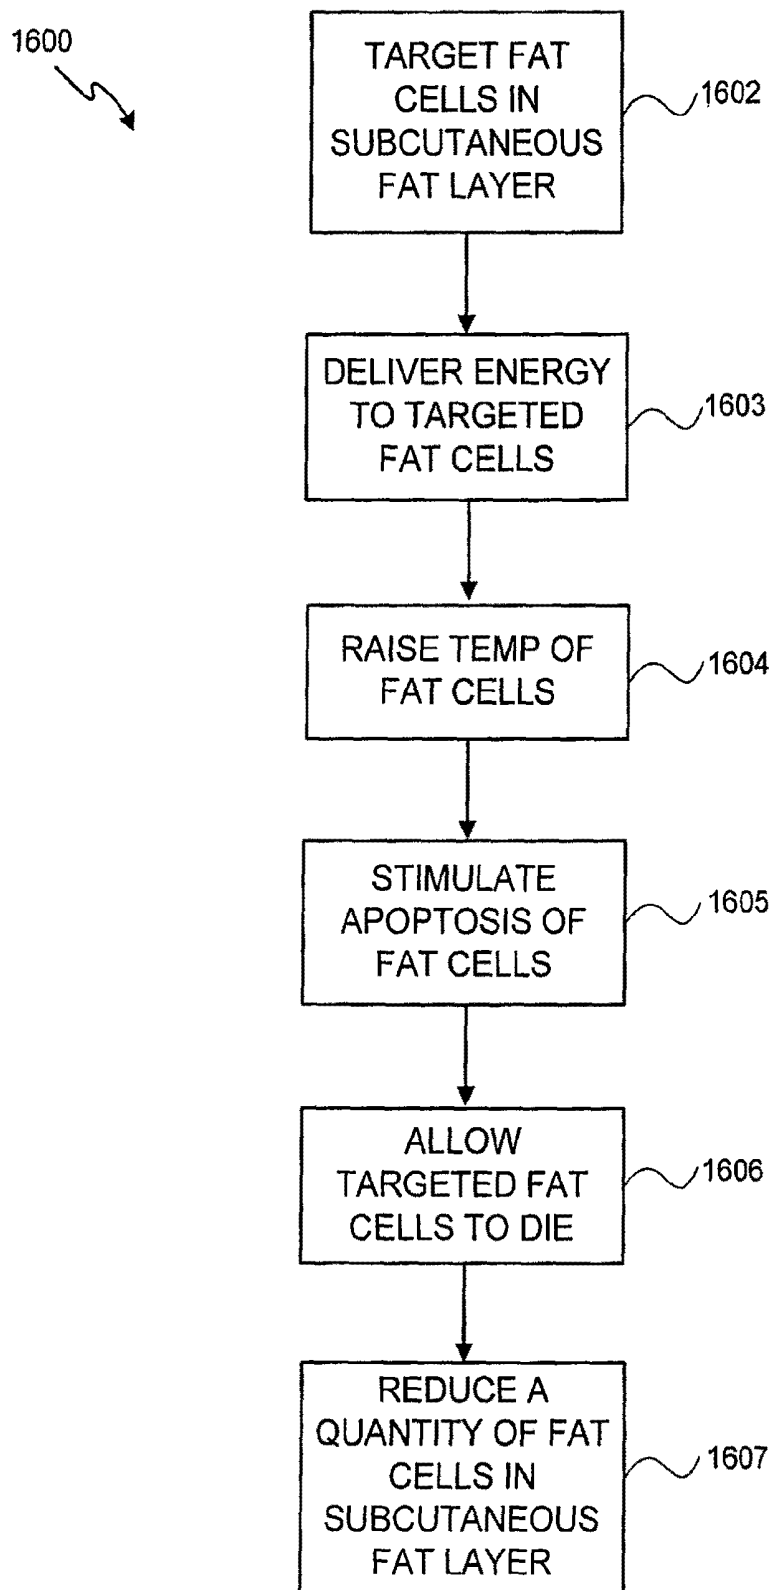 1600
TARGET FAT
CELLS IN
SUBCUTANEOUS
FAT LAYER
1602
DELIVER ENERGY
TO TARGETED
FAT CELLS
1603
RAISE TEMP OF
FAT CELLS
1604
STIMULATE
APOPTOSIS OF
FAT CELLS
1605
ALLOW
TARGETED FAT
CELLS TO DIE
1606
REDUCE A
QUANTITY OF FAT
CELLS IN
SUBCUTANEOUS
FAT LAYER
1607